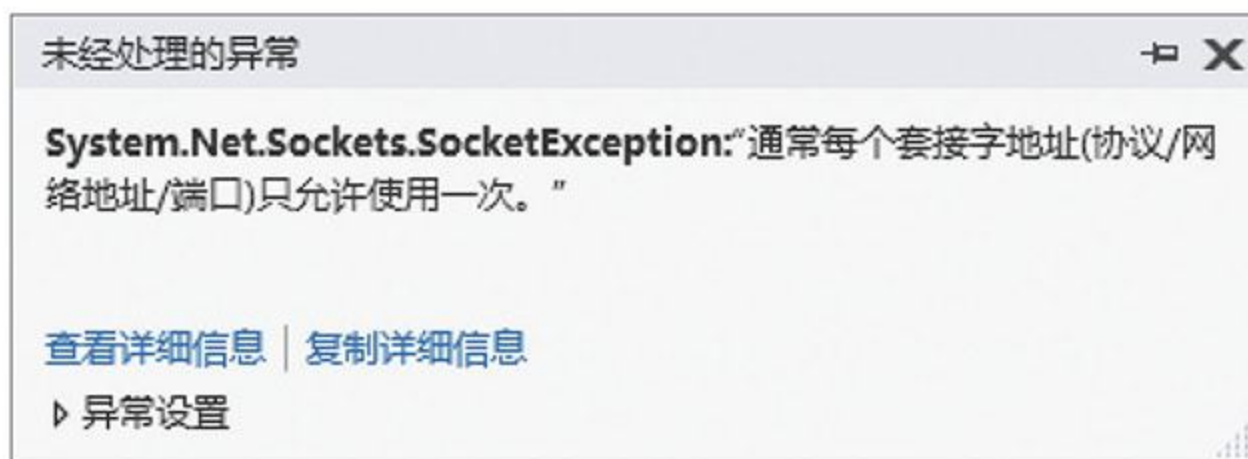 未经处理的异常
System.Net.Sockets.SocketException:“通常每个套接字地址(协议/网
络地址/端口)只允许使用一次。”
查看详细信息 | 复制详细信息
异常设置